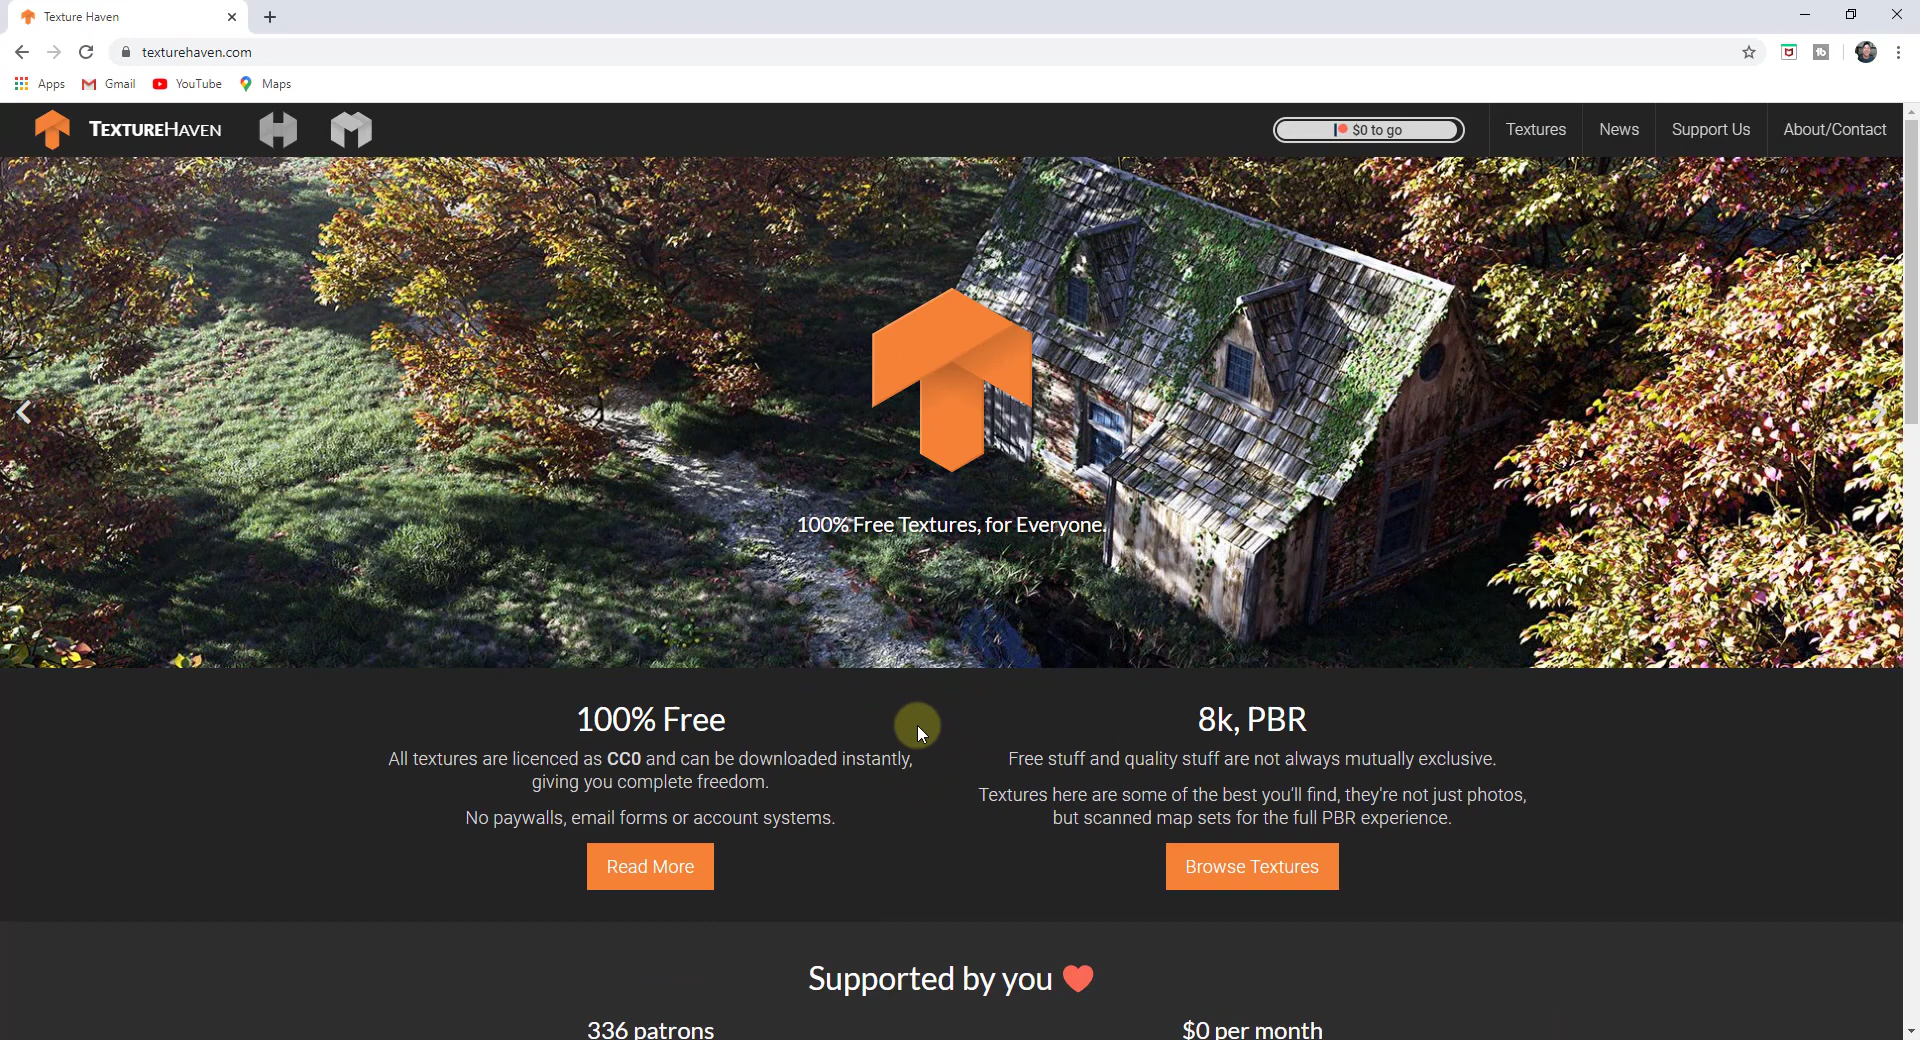 Texture Haven
texturehaven.com
Apps Gmail YouTube Maps
TEXTUREHAVEN $0 to go Textures News Support Us About/Contact
100% Free Textures, for Everyone.
100% Free
All textures are licenced as CC0 and can be downloaded instantly,
giving you complete freedom.
No paywalls, email forms or account systems.
Read More
8k, PBR
Free stuff and quality stuff are not always mutually exclusive.
Textures here are some of the best you'll find, they're not just photos,
but scanned map sets for the full PBR experience.
Browse Textures
Supported by you
336 patrons
$0 per month